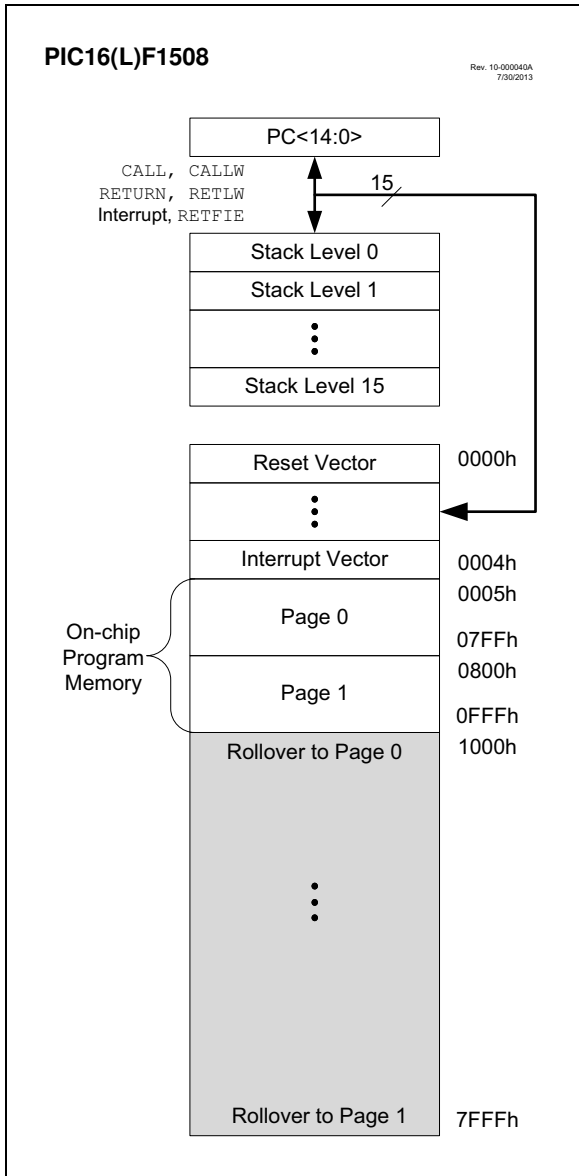 PIC16(L)F1508
Rev. 10-000040A
7/30/2013
PC<14:0>
CALL, CALLW
RETURN, RETLW
Interrupt, RETFIE
15
Stack Level 0
Stack Level 1
Stack Level 15
Reset Vector
0000h
Interrupt Vector
0004h
0005h
On-chip
Program
Memory
Page 0
07FFh
0800h
Page 1
0FFFh
Rollover to Page 0
1000h
Rollover to Page 1
7FFFh